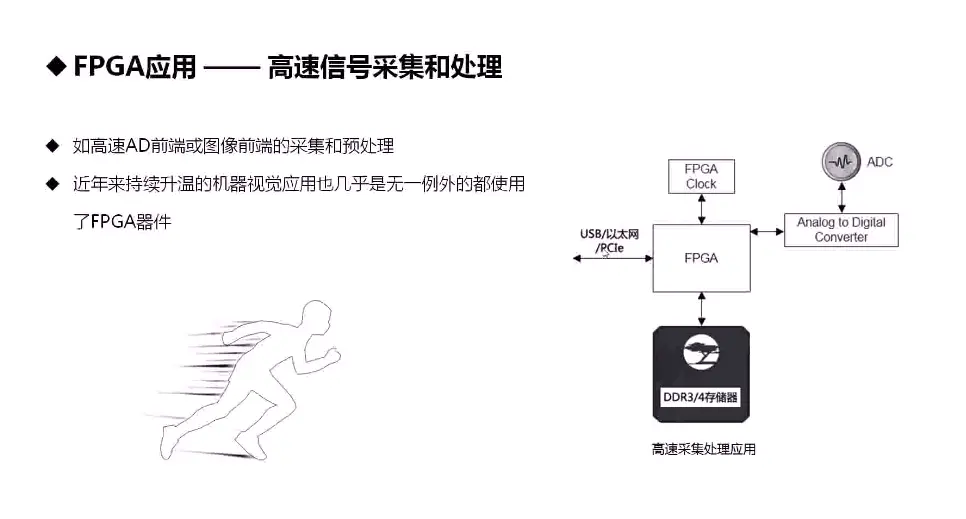 ◆ FPGA应用 —— 高速信号采集和处理
◆ 如高速AD前端或图像前端的采集和预处理
◆ 近年来持续升温的机器视觉应用也几乎是无一例外的都使用
了FPGA器件
FPGA
Clock
ADC
Analog to Digital
Converter
USB/以太网
/PCIe
FPGA
DDR3/4存储器
高速采集处理应用